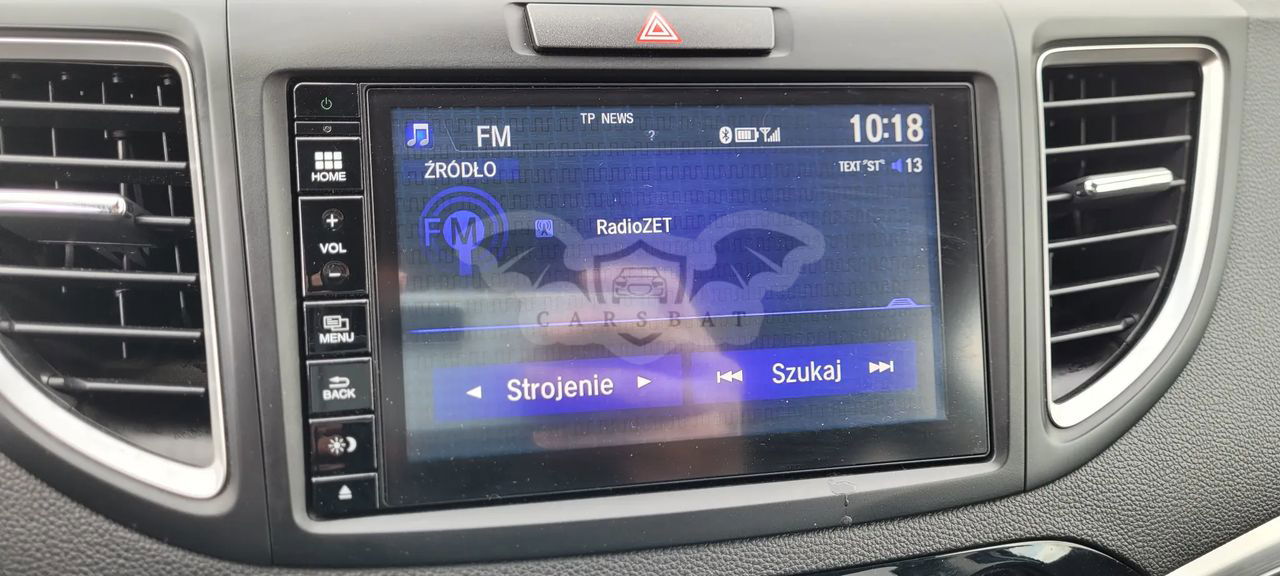 TP NEWS
FM
?
10:18
ŹRÓDŁO
TEXT "ST"
13
FM
RadioZET
CARSBAT
Strojenie
Szukaj
HOME
+
VOL
-
MENU
BACK